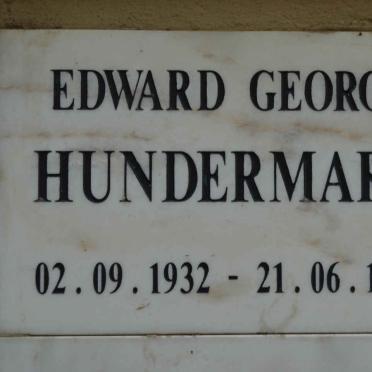 EDWARD GEORG
HUNDERMAR
02.09.1932 - 21.06.1